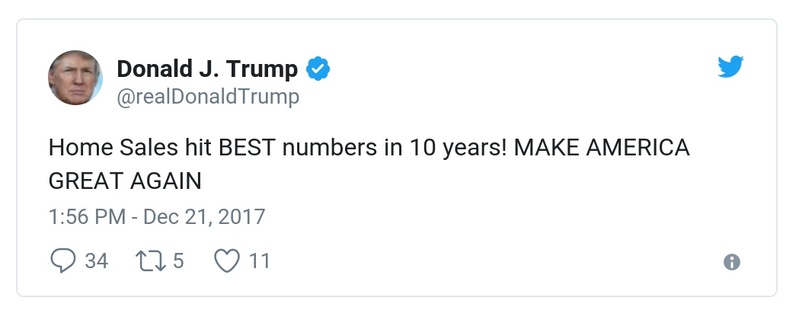 Donald J. Trump
@realDonaldTrump
Home Sales hit BEST numbers in 10 years! MAKE AMERICA
GREAT AGAIN
1:56 PM - Dec 21, 2017
34 5 11